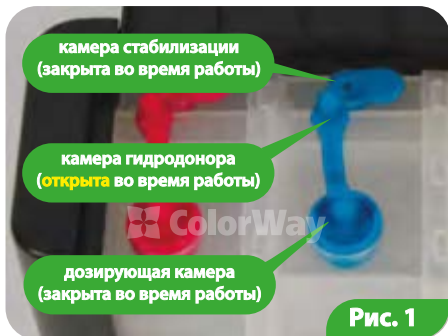 камера стабилизации
(закрыта во время работы)
камера гидродонора
(открыта во время работы)
ColorWay
дозирующая камера
(закрыта во время работы)
Рис. 1